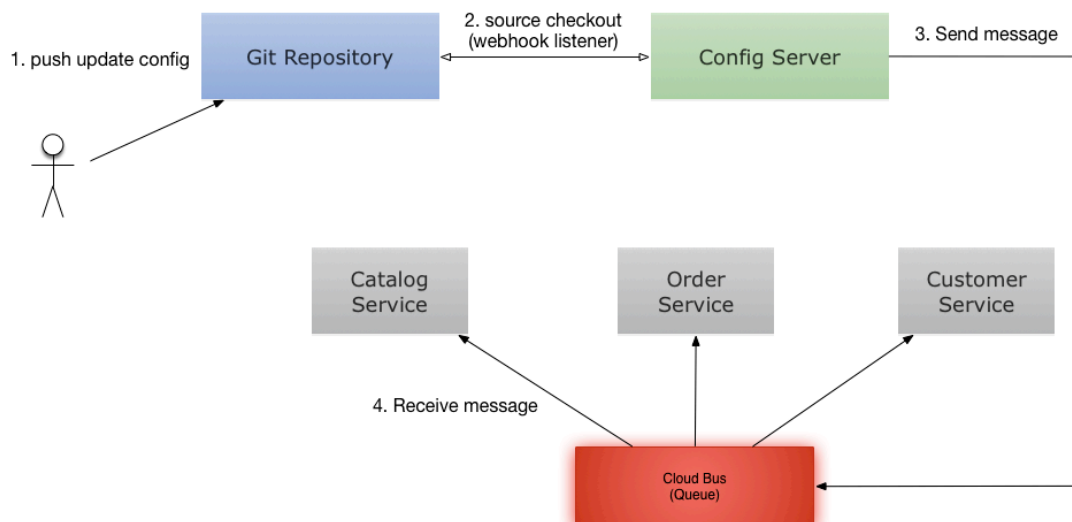 1. push update config
Git Repository
2. source checkout
(webhook listener)
Config Server
3. Send message
Catalog
Service
Order
Service
Customer
Service
4. Receive message
Cloud Bus
(Queue)